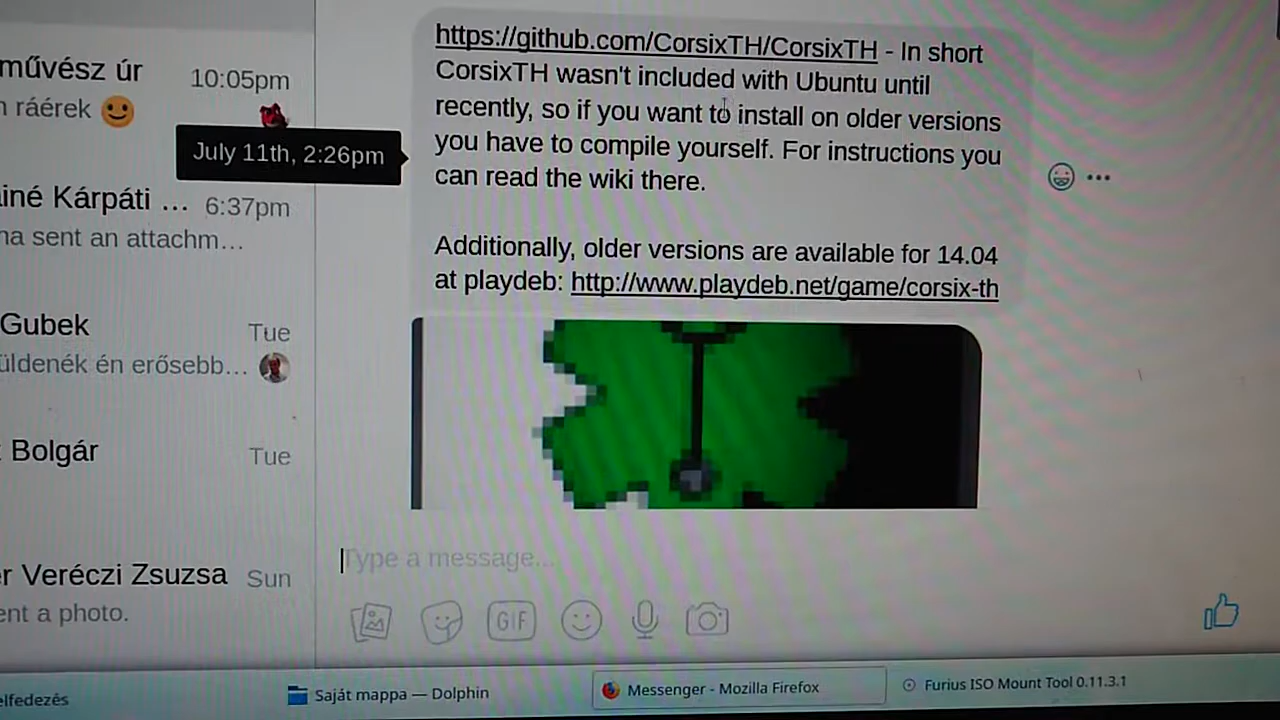 művész úr
10:05pm
ráérek
July 11th, 2:26pm
Kárpáti ...
6:37pm
sent an attachm...
Gubek
Tue
én erősebb...
Bolgár
Tue
Veréczi Zsuzsa
Sun
a photo.
https://github.com/CorsixTH/CorsixTH - In short
CorsixTH wasn't included with Ubuntu until
recently, so if you want to install on older versions
you have to compile yourself. For instructions you
can read the wiki there.
Additionally, older versions are available for 14.04
at playdeb: http://www.playdeb.net/game/corsix-th
Type a message...
GIF
elfedezés
Saját mappa — Dolphin
Messenger - Mozilla Firefox
Furius ISO Mount Tool 0.11.3.1